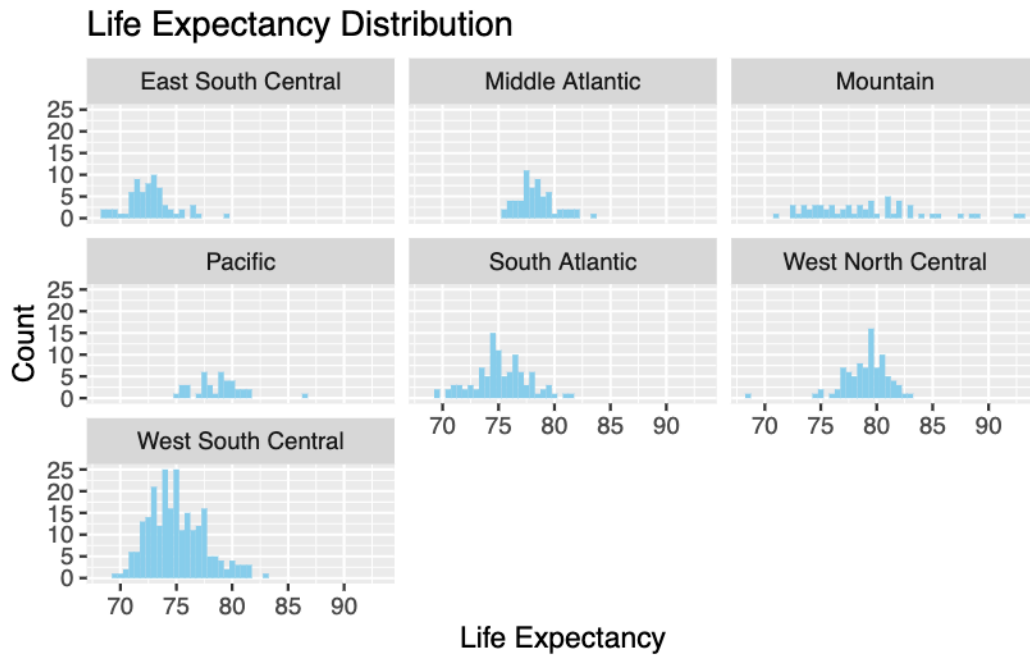 Life Expectancy Distribution
East South Central
Middle Atlantic
Mountain
25
20
15
10
5
0
Pacific
South Atlantic
West North Central
25
20
15
10
5
0
70 75 80 85 90
70 75 80 85 90
West South Central
25
20
15
10
5
0
70 75 80 85 90
Count
Life Expectancy